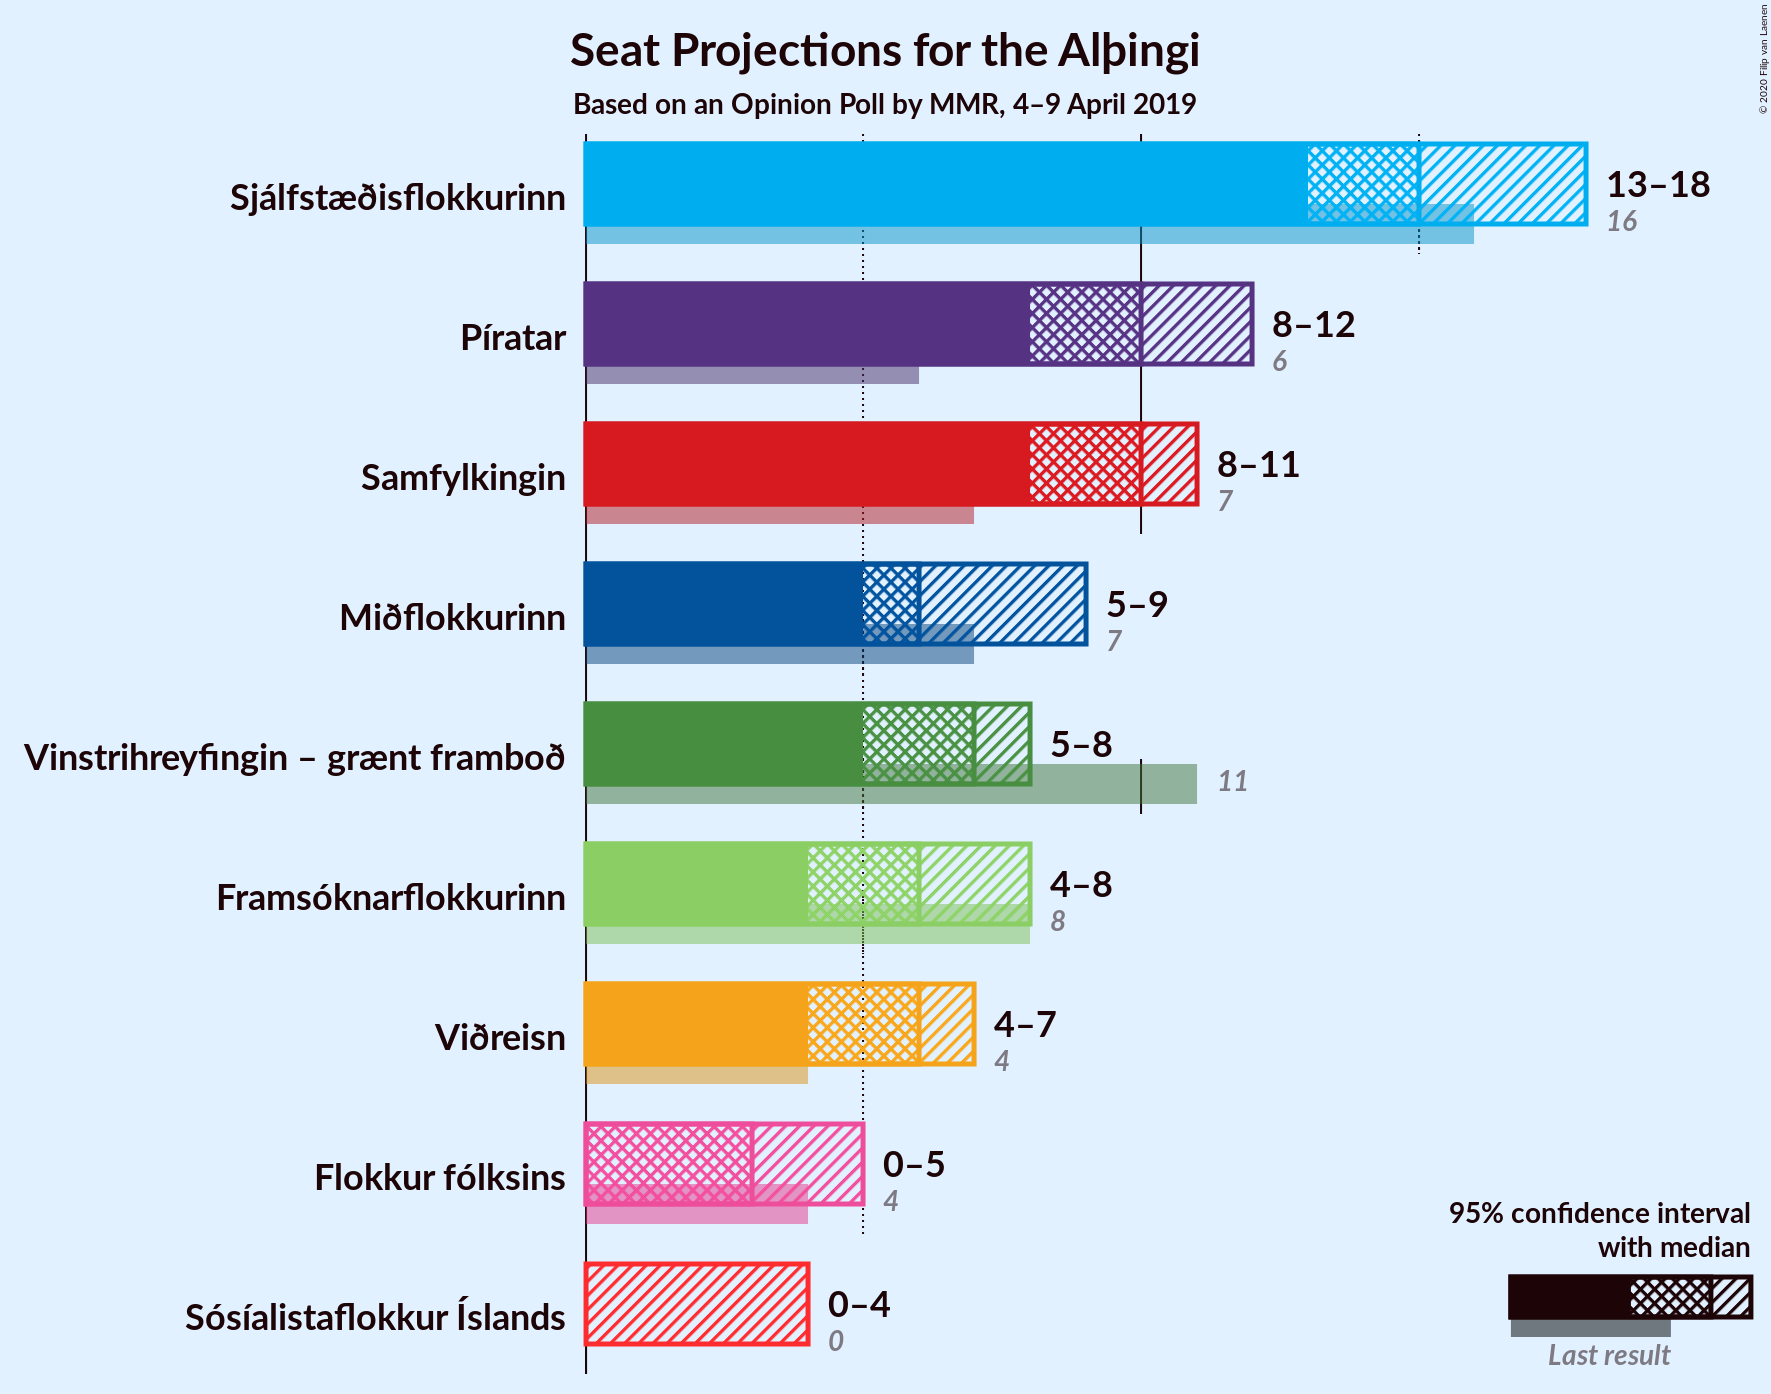 Seat Projections for the Alþingi
Based on an Opinion Poll by MMR, 4–9 April 2019
© 2020 Filip van Laenen
Sjálfstæðisflokkurinn
13–18
16
Píratar
8–12
6
Samfylkingin
8–11
7
Miðflokkurinn
5–9
7
Vinstrihreyfingin – grænt framboð
5–8
11
Framsóknarflokkurinn
4–8
8
Viðreisn
4–7
4
Flokkur fólksins
0–5
4
Sósíalistaflokkur Íslands
0–4
0
95% confidence interval
with median
Last result